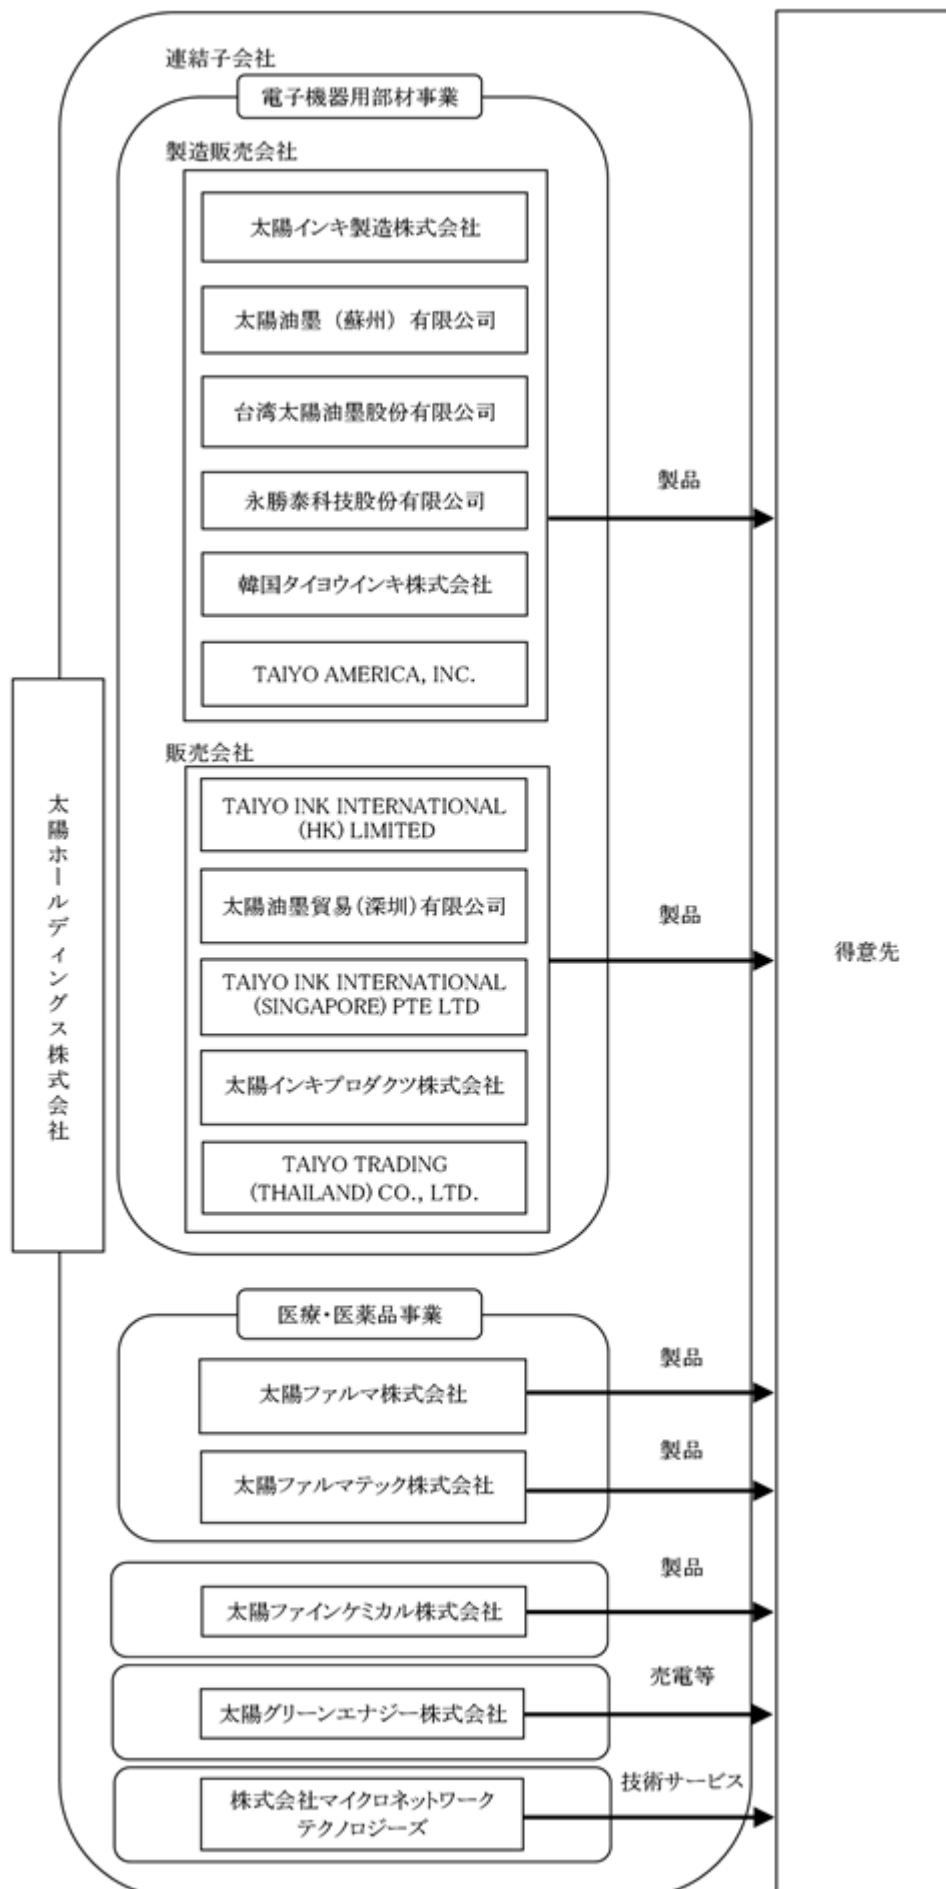 連結子会社
電子機器用部材事業
製造販売会社
太陽インキ製造株式会社
太陽油墨（蘇州）有限公司
台湾太陽油墨股份有限公司
永勝泰科技股份有限公司
韓国タイヨウインキ株式会社
TAIYO AMERICA, INC.
製品
販売会社
TAIYO INK INTERNATIONAL
(HK) LIMITED
太陽油墨貿易(深圳)有限公司
TAIYO INK INTERNATIONAL
(SINGAPORE) PTE LTD
太陽インキプロダクツ株式会社
TAIYO TRADING
(THAILAND) CO., LTD.
製品
太陽ホールディングス株式会社
得意先
医療・医薬品事業
太陽ファルマ株式会社
製品
太陽ファルマテック株式会社
製品
太陽ファインケミカル株式会社
製品
太陽グリーンエナジー株式会社
売電等
株式会社マイクロネットワーク
テクノロジーズ
技術サービス